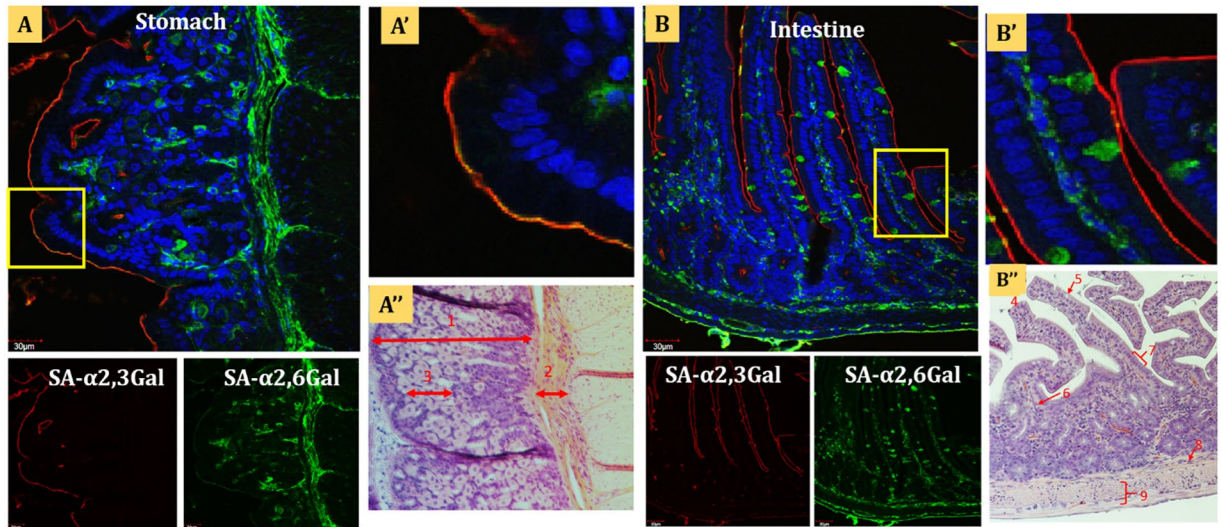 A
Stomach
30μm
SA-α2,3Gal
SA-α2,6Gal
A'
A''
1
3
2
B
Intestine
30μm
SA-α2,3Gal
SA-α2,6Gal
B'
B''
4
5
7
6
8
9